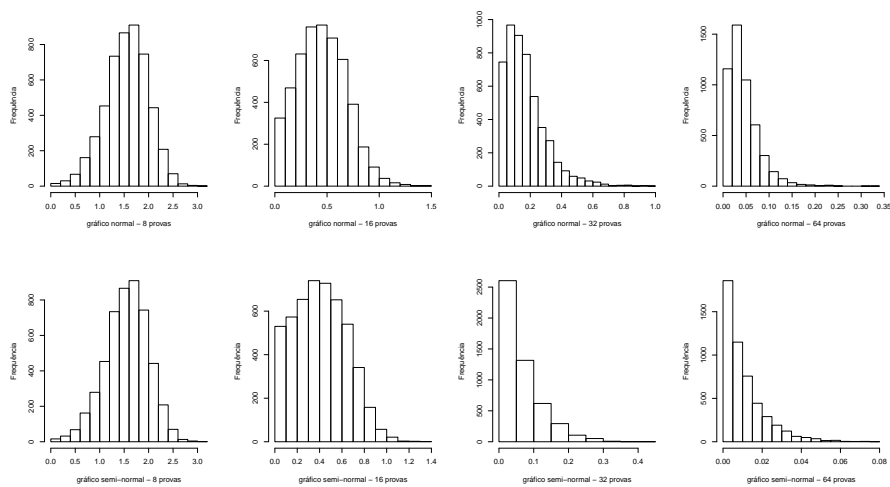 Frequência
0 200 400 600 800
0.0 0.5 1.0 1.5 2.0 2.5 3.0
gráfico normal − 8 provas
Frequência
0 200 400 600
0.0 0.5 1.0 1.5
gráfico normal − 16 provas
Frequência
0 200 400 600 800 1000
0.0 0.2 0.4 0.6 0.8 1.0
gráfico normal − 32 provas
Frequência
0 500 1000 1500
0.00 0.05 0.10 0.15 0.20 0.25 0.30 0.35
gráfico normal − 64 provas
Frequência
0 200 400 600 800
0.0 0.5 1.0 1.5 2.0 2.5 3.0
gráfico semi−normal − 8 provas
Frequência
0 200 400 600
0.0 0.2 0.4 0.6 0.8 1.0 1.2 1.4
gráfico semi−normal − 16 provas
Frequência
0 500 1000 1500 2000 2500
0.0 0.1 0.2 0.3 0.4
gráfico semi−normal − 32 provas
Frequência
0 500 1000 1500
0.00 0.02 0.04 0.06 0.08
gráfico semi−normal − 64 provas